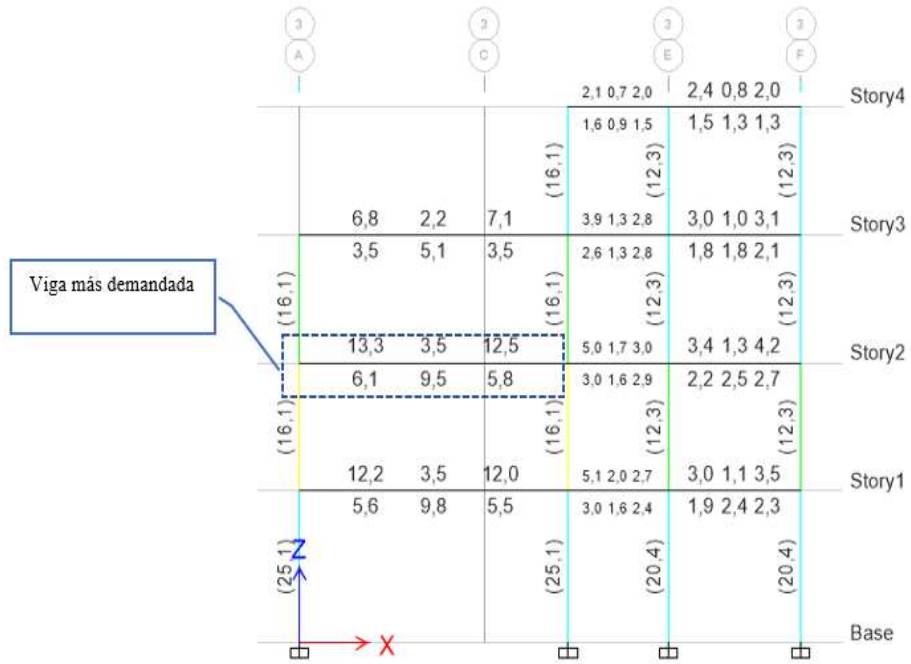 3 3 3 3
A C E F
2,1 0,7 2,0 2,4 0,8 2,0 Story4
1,6 0,9 1,5 1,5 1,3 1,3
(16,1) (12,3) (12,3)
6,8 2,2 7,1 3,9 1,3 2,8 3,0 1,0 3,1 Story3
3,5 5,1 3,5 2,6 1,3 2,8 1,8 1,8 2,1
Viga más demandada
(16,1) (16,1) (12,3) (12,3)
13,3 3,5 12,5 5,0 1,7 3,0 3,4 1,3 4,2 Story2
6,1 9,5 5,8 3,0 1,6 2,9 2,2 2,5 2,7
(16,1) (16,1) (12,3) (12,3)
12,2 3,5 12,0 5,1 2,0 2,7 3,0 1,1 3,5 Story1
5,6 9,8 5,5 3,0 1,6 2,4 1,9 2,4 2,3
(25,1) (25,1) (20,4) (20,4)
Z
Base
X